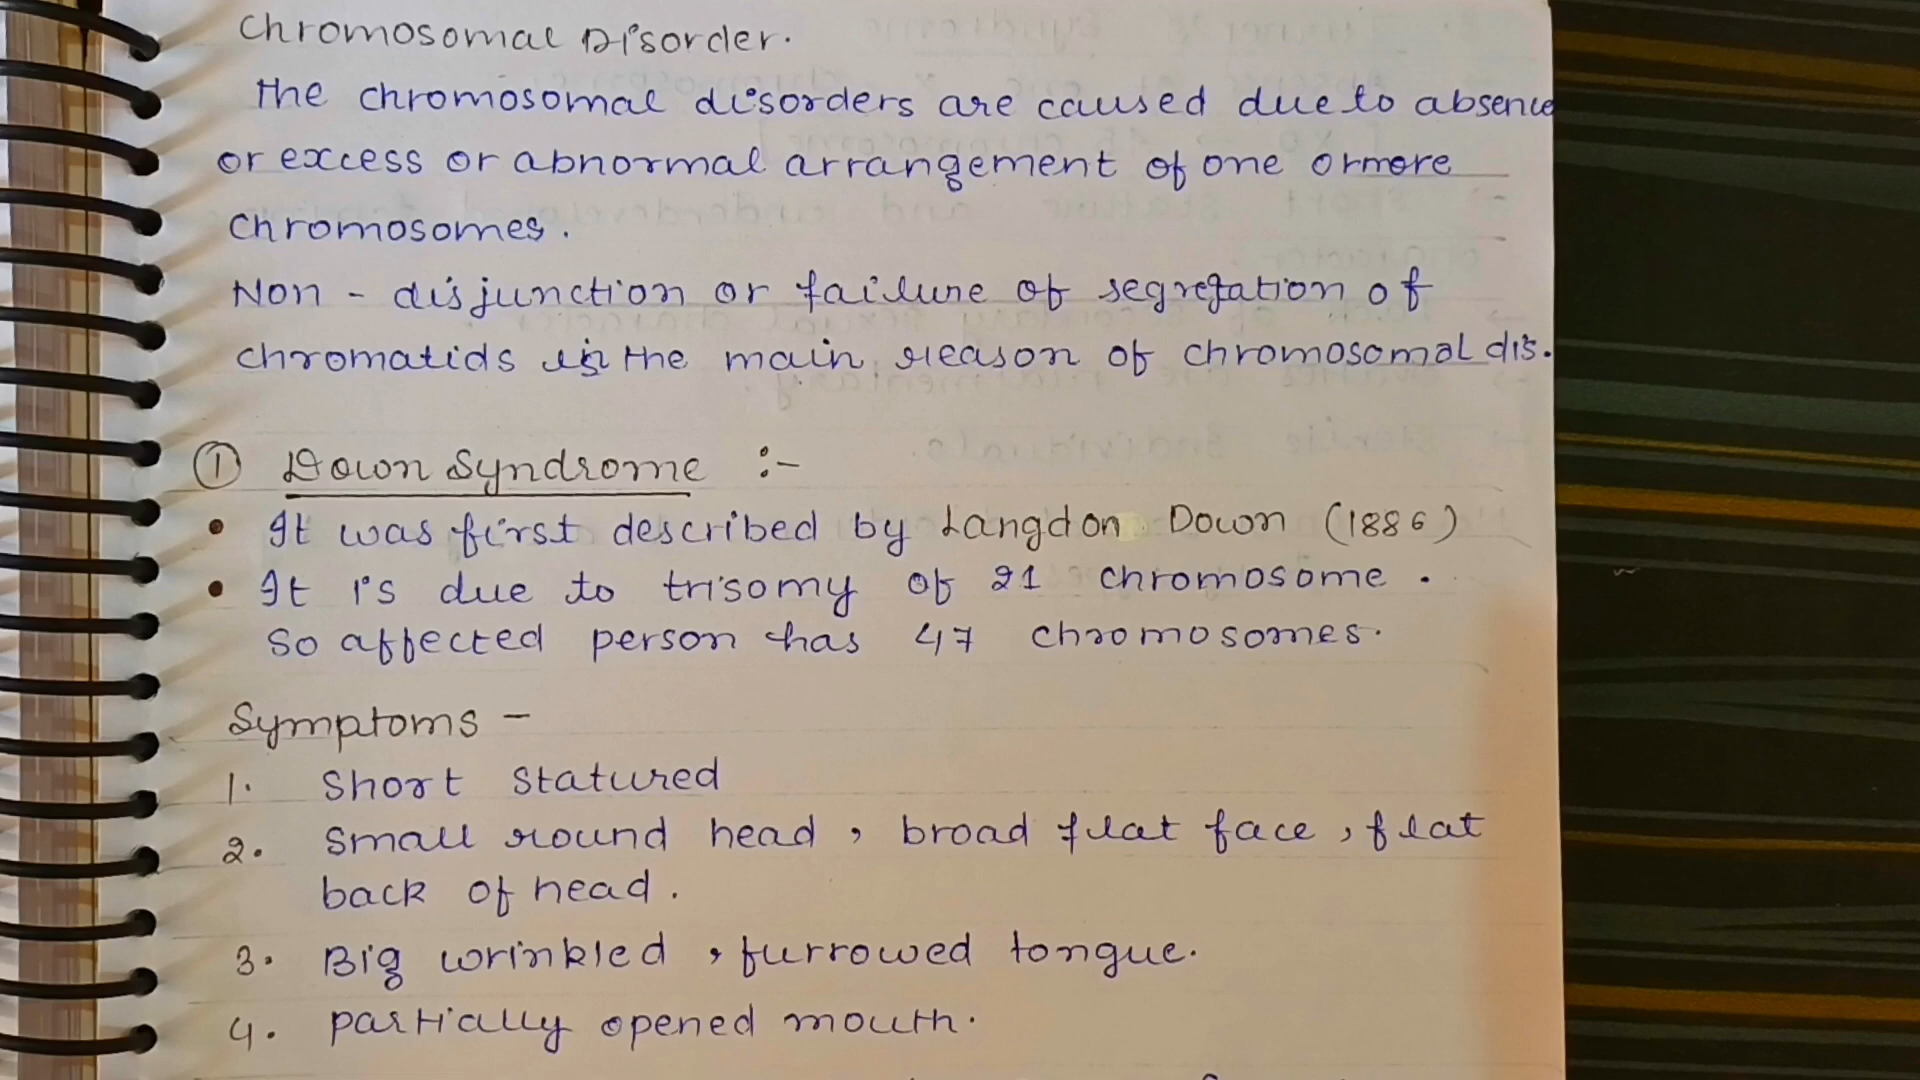 Chromosomal Disorder.
the chromosomal disorders are caused due to absence
or excess or abnormal arrangement of one or more
chromosomes.
Non - disjunction or failure of segregation of
chromatids is the main reason of chromosomal dis.
① Down Syndrome :-
• It was first described by Langdon Down (1886)
• It is due to trisomy of 21 chromosome.
So affected person has 47 chromosomes.
Symptoms -
1. Short statured
2. Small round head, broad flat face, flat
back of head.
3. Big wrinkled, furrowed tongue.
4. partially opened mouth.